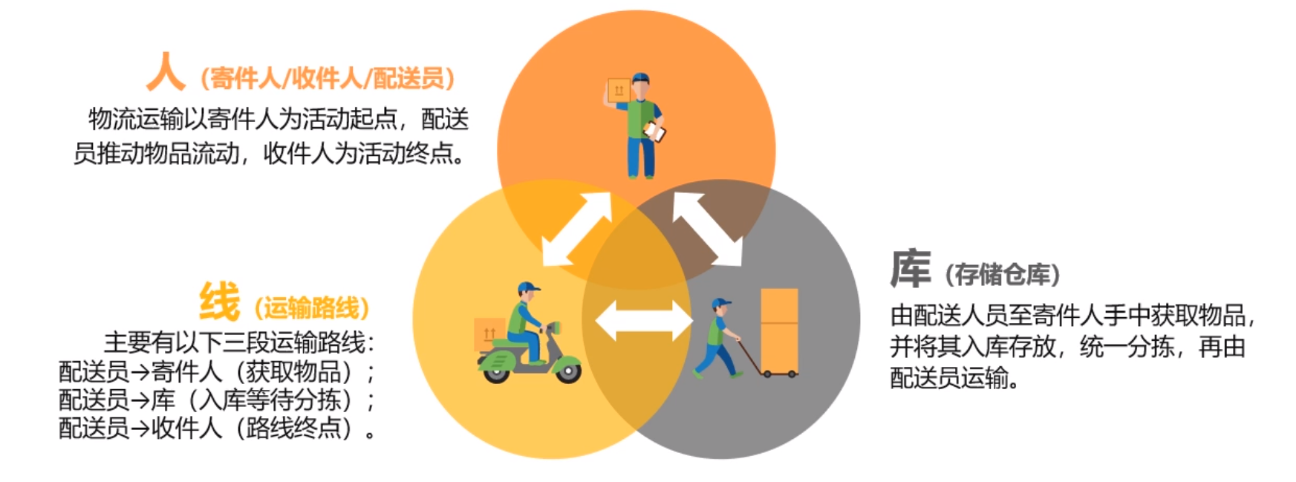 人（寄件人/收件人/配送员）
物流运输以寄件人为活动起点，配送
员推动物品流动，收件人为活动终点。
线（运输路线）
主要有以下三段运输路线：
配送员→寄件人（获取物品）；
配送员→库（入库等待分拣）；
配送员→收件人（路线终点）。
库（存储仓库）
由配送人员至寄件人手中获取物品，
并将其入库存放，统一分拣，再由
配送员运输。